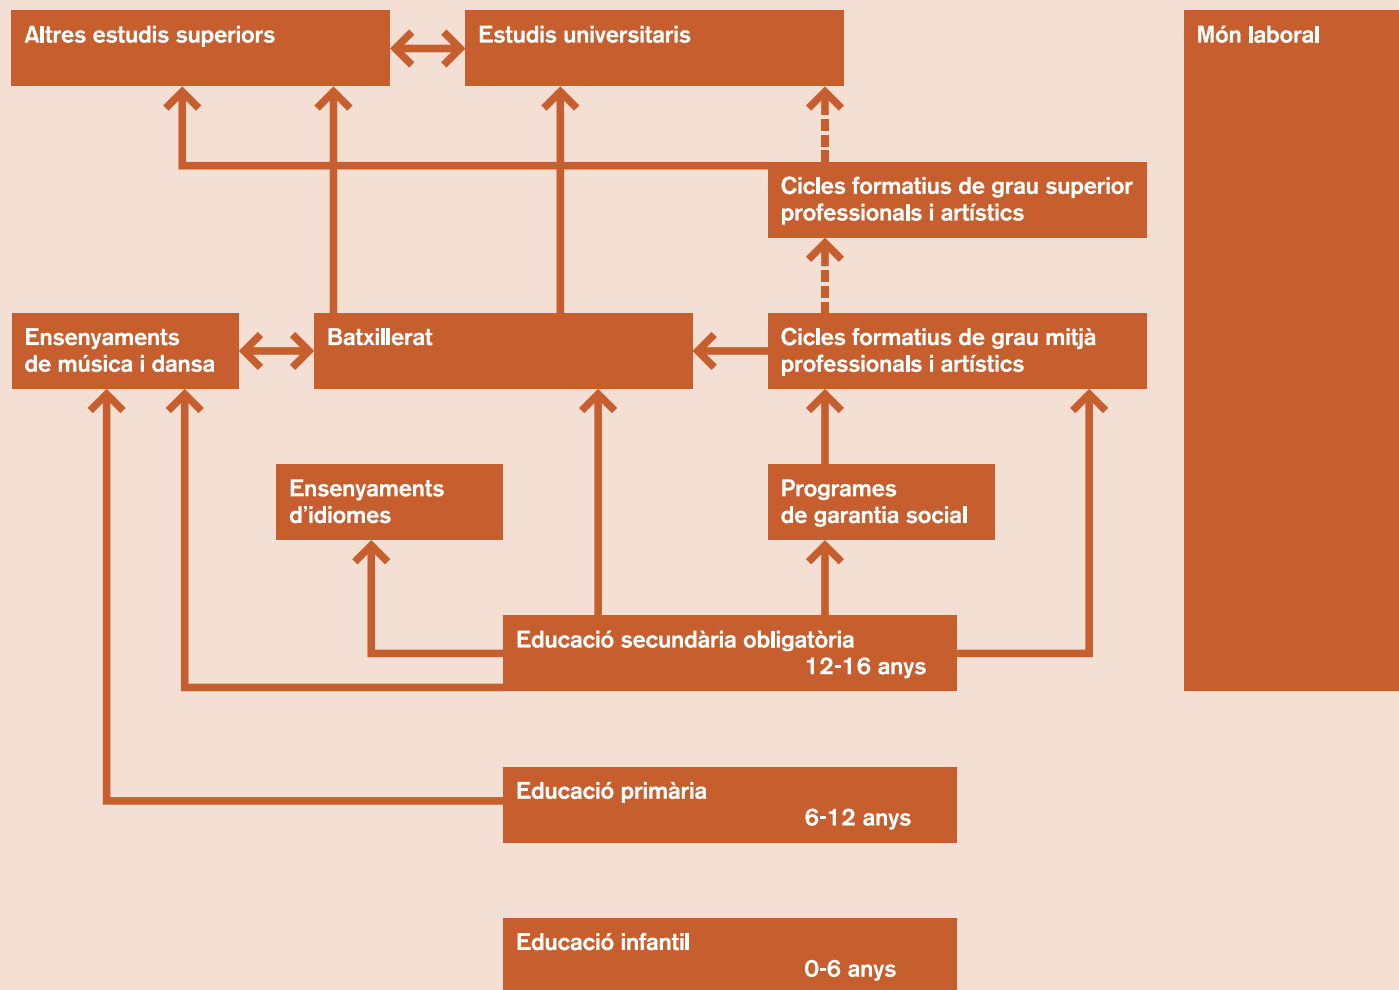 Altres estudis superiors
Estudis universitaris
Món laboral
Cicles formatius de grau superior
professionals i artístics
Ensenyaments
de música i dansa
Batxillerat
Cicles formatius de grau mitjà
professionals i artístics
Ensenyaments
d’idiomes
Programes
de garantia social
Educació secundària obligatòria
12-16 anys
Educació primària
6-12 anys
Educació infantil
0-6 anys